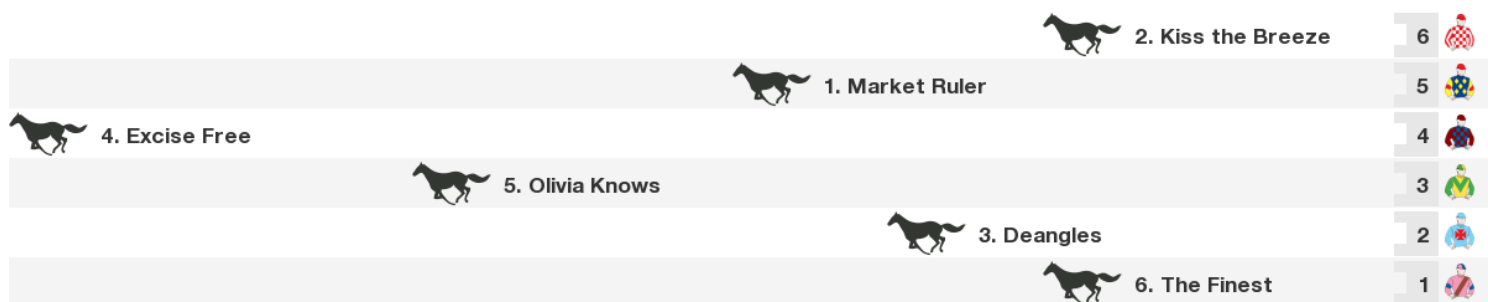 2. Kiss the Breeze 6
1. Market Ruler 5
4. Excise Free 4
5. Olivia Knows 3
3. Deangles 2
6. The Finest 1